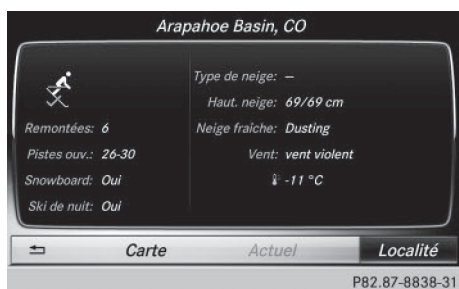 Arapahoe Basin, CO
Type de neige: –
Haut. neige: 69/69 cm
Remontées: 6
Neige fraîche: Dusting
Pistes ouv.: 26-30
Vent: vent violent
Snowboard: Oui
-11 °C
Ski de nuit: Oui
Carte
Actuel
Localité
P82.87-8838-31